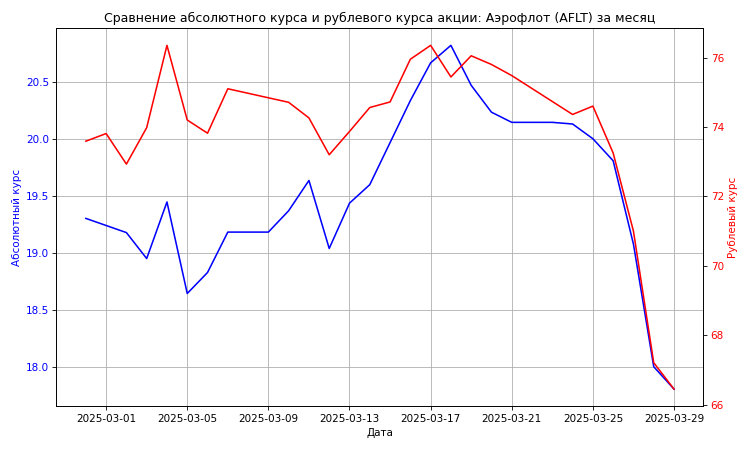 Сравнение абсолютного курса и рублевого курса акции: Аэрофлот (AFLT) за месяц
Абсолютный курс
20.5
20.0
19.5
19.0
18.5
18.0
76
74
72
70
68
66
Рублевый курс
2025-03-01 2025-03-05 2025-03-09 2025-03-13 2025-03-17 2025-03-21 2025-03-25 2025-03-29
Дата